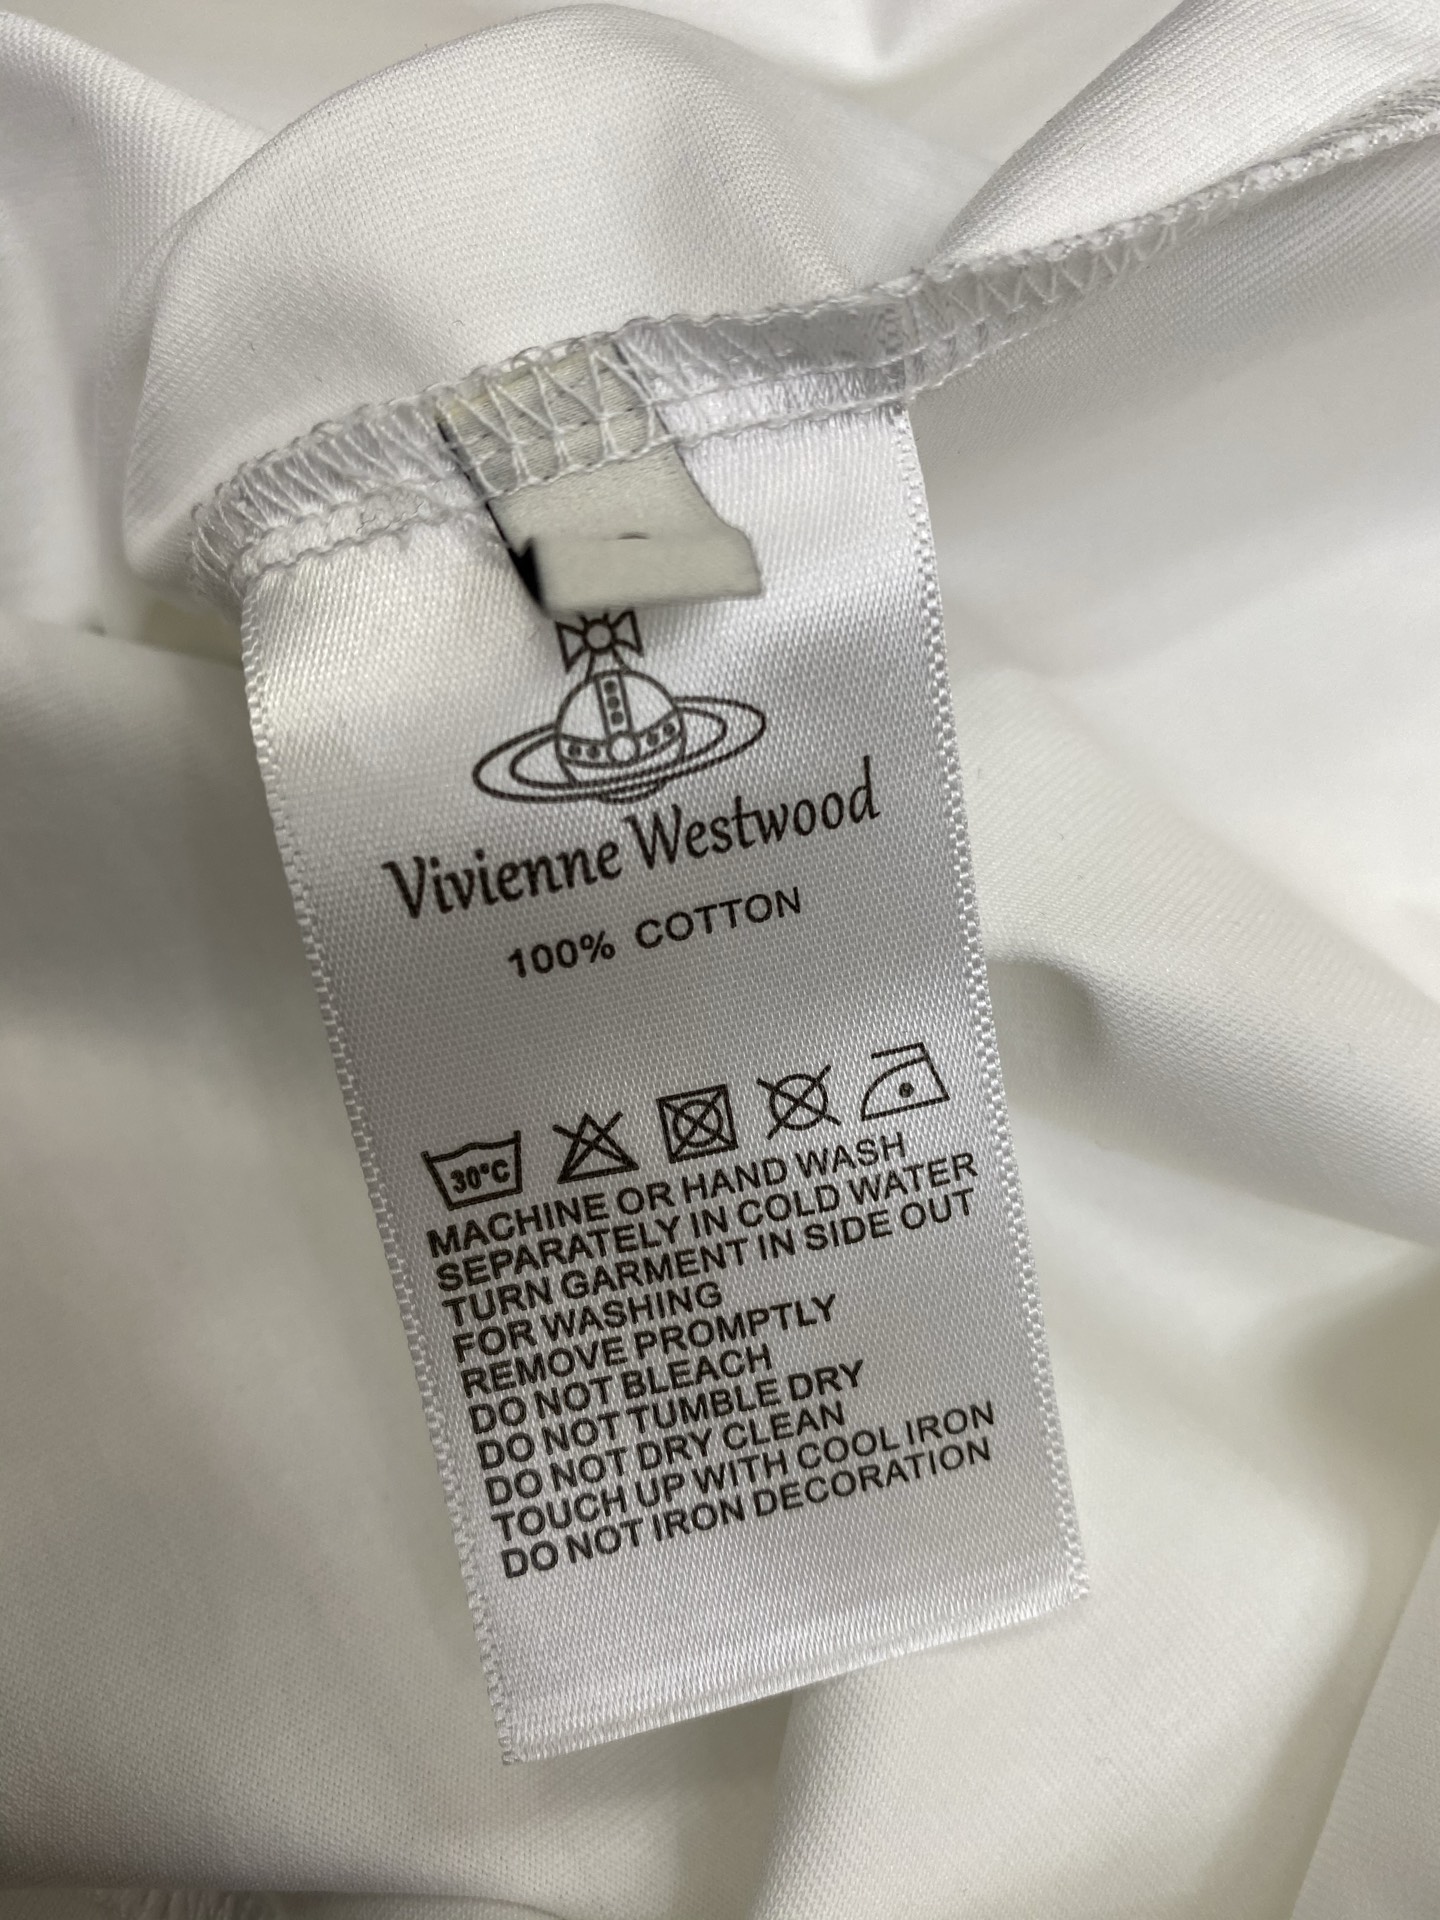 Vivienne Westwood
100% COTTON
30°C
MACHINE OR HAND WASH
SEPARATELY IN COLD WATER
TURN GARMENT IN SIDE OUT
FOR WASHING
REMOVE PROMPTLY
DO NOT BLEACH
DO NOT TUMBLE DRY
DO NOT DRY CLEAN
TOUCH UP WITH COOL IRON
DO NOT IRON DECORATION